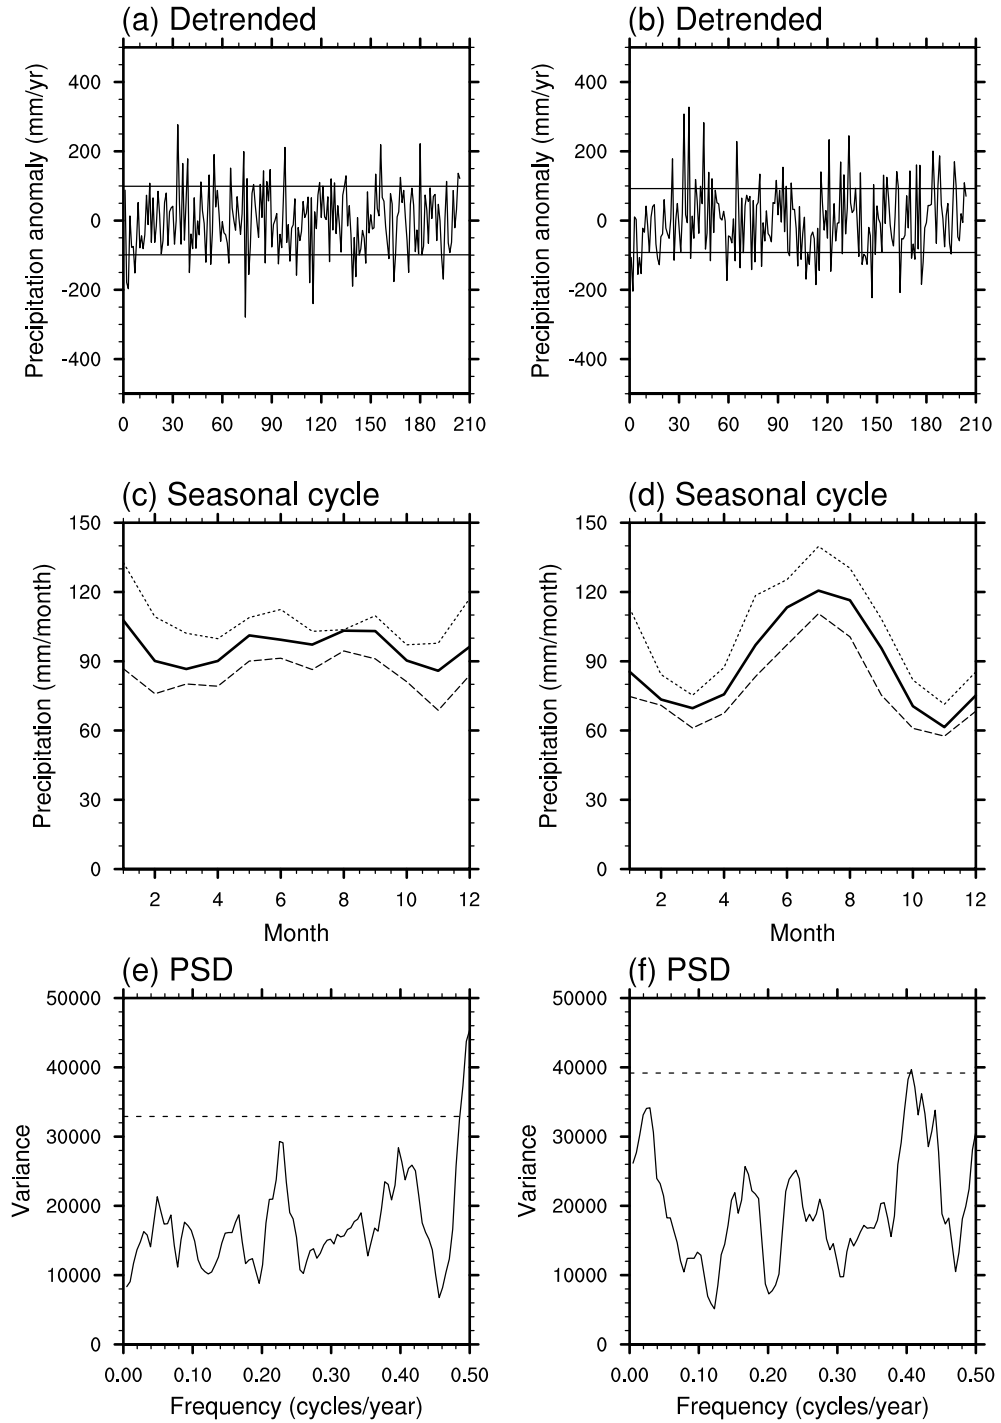 (a) Detrended
(b) Detrended
Precipitation anomaly (mm/yr)
400
200
0
-200
-400
0 30 60 90 120 150 180 210
Precipitation anomaly (mm/yr)
400
200
0
-200
-400
0 30 60 90 120 150 180 210
(c) Seasonal cycle
(d) Seasonal cycle
Precipitation (mm/month)
150
120
90
60
30
0
2 4 6 8 10 12
Month
Precipitation (mm/month)
150
120
90
60
30
0
2 4 6 8 10 12
Month
(e) PSD
(f) PSD
Variance
50000
40000
30000
20000
10000
0
0.00 0.10 0.20 0.30 0.40 0.50
Frequency (cycles/year)
Variance
50000
40000
30000
20000
10000
0
0.00 0.10 0.20 0.30 0.40 0.50
Frequency (cycles/year)